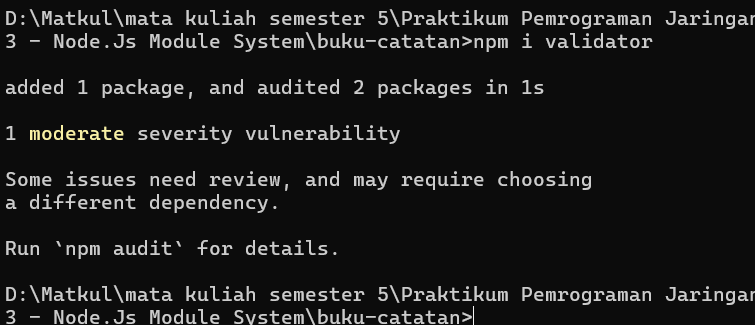 D:\Matkul\mata kuliah semester 5\Praktikum Pemrograman Jaringan
3 - Node.Js Module System\buku-catatan>npm i validator
added 1 package, and audited 2 packages in 1s
1 moderate severity vulnerability
Some issues need review, and may require choosing
a different dependency.
Run `npm audit` for details.
D:\Matkul\mata kuliah semester 5\Praktikum Pemrograman Jaringan
3 - Node.Js Module System\buku-catatan>